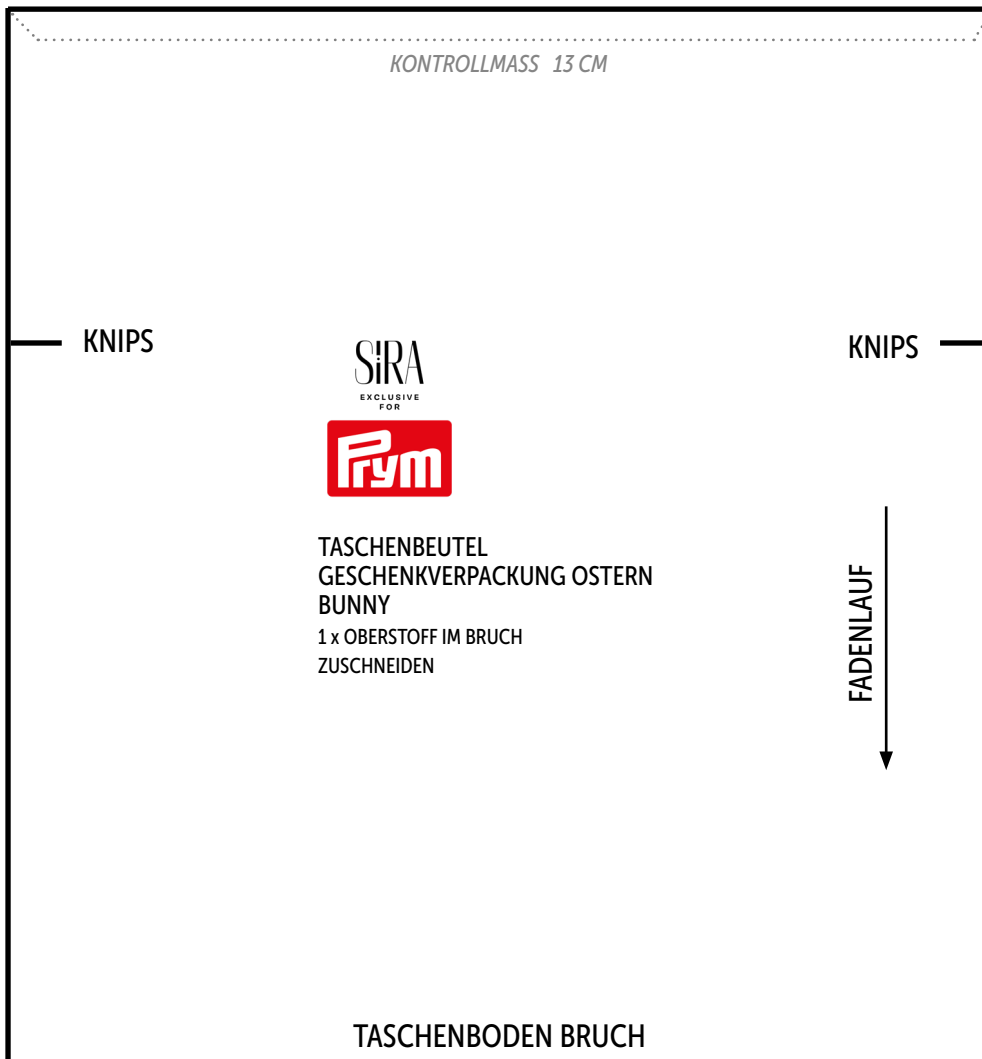 KONTROLLMASS 13 CM
KNIPS
KNIPS
SiRA
EXCLUSIVE
FOR
Prym
TASCHENBEUTEL
GESCHENKVERPACKUNG OSTERN
BUNNY
1 x OBERSTOFF IM BRUCH
ZUSCHNEIDEN
FADENLAUF
TASCHENBODEN BRUCH